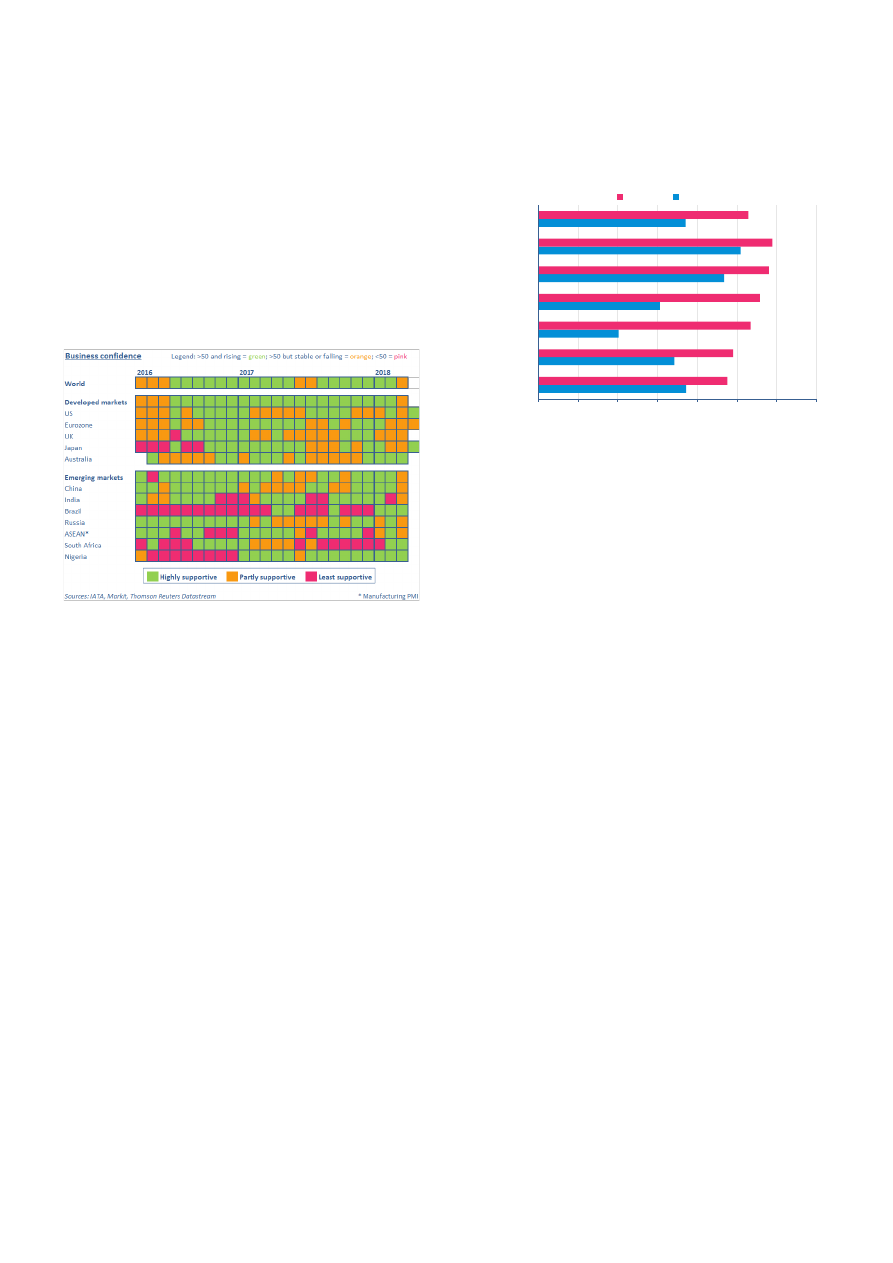 Business confidence
Legend: >50 and rising = green; >50 but stable or falling = orange; <50 = pink
2016 2017 2018
World
Developed markets
US
Eurozone
UK
Japan
Australia
Emerging markets
China
India
Brazil
Russia
ASEAN*
South Africa
Nigeria
Highly supportive Partly supportive Least supportive
Sources: IATA, Markit, Thomson Reuters Datastream * Manufacturing PMI